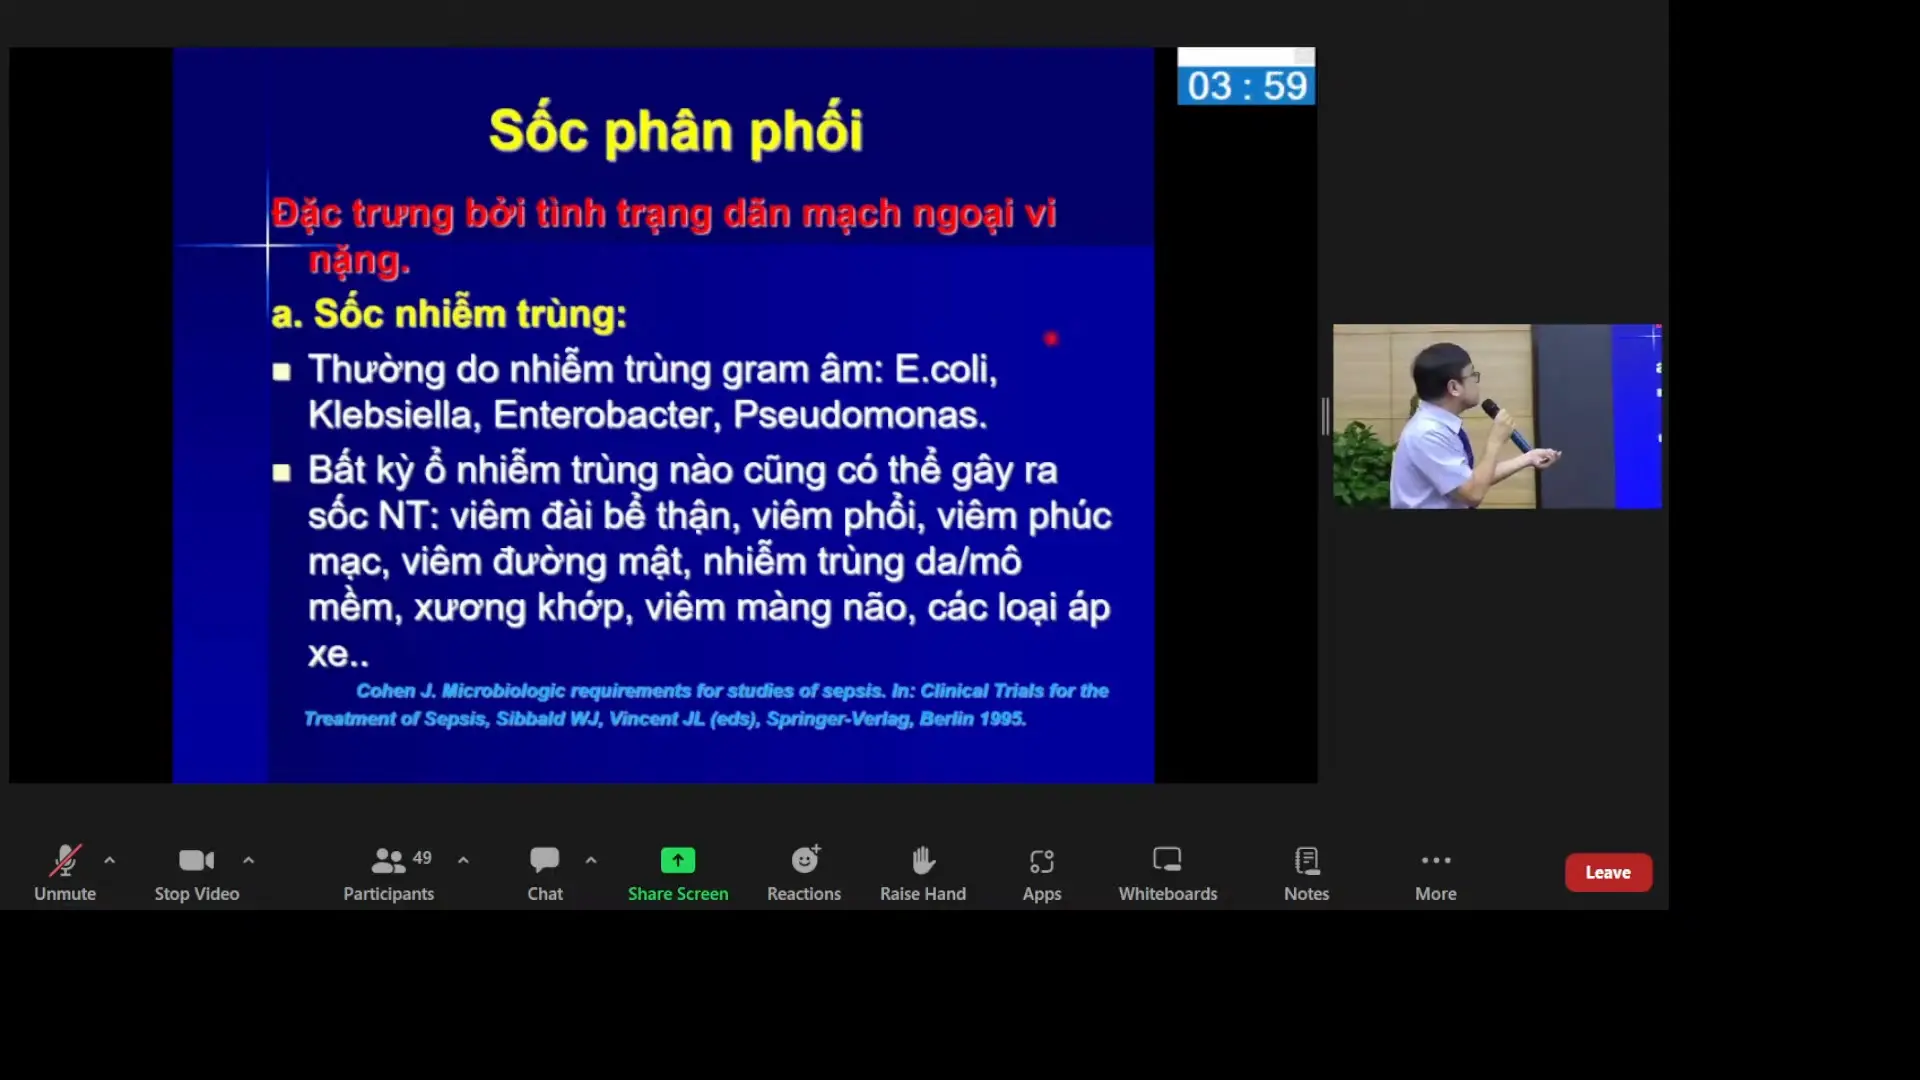 Sốc phân phối
03 : 59
Đặc trưng bởi tình trạng dãn mạch ngoại vi
nặng.
a. Sốc nhiễm trùng:
Thường do nhiễm trùng gram âm: E.coli,
Klebsiella, Enterobacter, Pseudomonas.
Bất kỳ ổ nhiễm trùng nào cũng có thể gây ra
sốc NT: viêm đài bể thận, viêm phổi, viêm phúc
mạc, viêm đường mật, nhiễm trùng da/mô
mềm, xương khớp, viêm màng não, các loại áp
xe..
Cohen J. Microbiologic requirements for studies of sepsis. In: Clinical Trials for the
Treatment of Sepsis, Sibbald WJ, Vincent JL (eds), Springer-Verlag, Berlin 1995.
49
Unmute Stop Video Participants Chat Share Screen Reactions Raise Hand Apps Whiteboards Notes More Leave